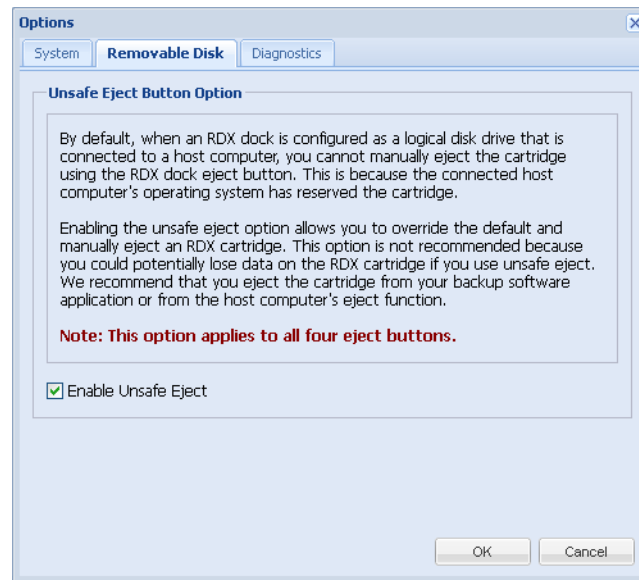 Options
System
Removable Disk
Diagnostics
Unsafe Eject Button Option
By default, when an RDX dock is configured as a logical disk drive that is
connected to a host computer, you cannot manually eject the cartridge
using the RDX dock eject button. This is because the connected host
computer's operating system has reserved the cartridge.
Enabling the unsafe eject option allows you to override the default and
manually eject an RDX cartridge. This option is not recommended because
you could potentially lose data on the RDX cartridge if you use unsafe eject.
We recommend that you eject the cartridge from your backup software
application or from the host computer's eject function.
Note: This option applies to all four eject buttons.
Enable Unsafe Eject
OK
Cancel